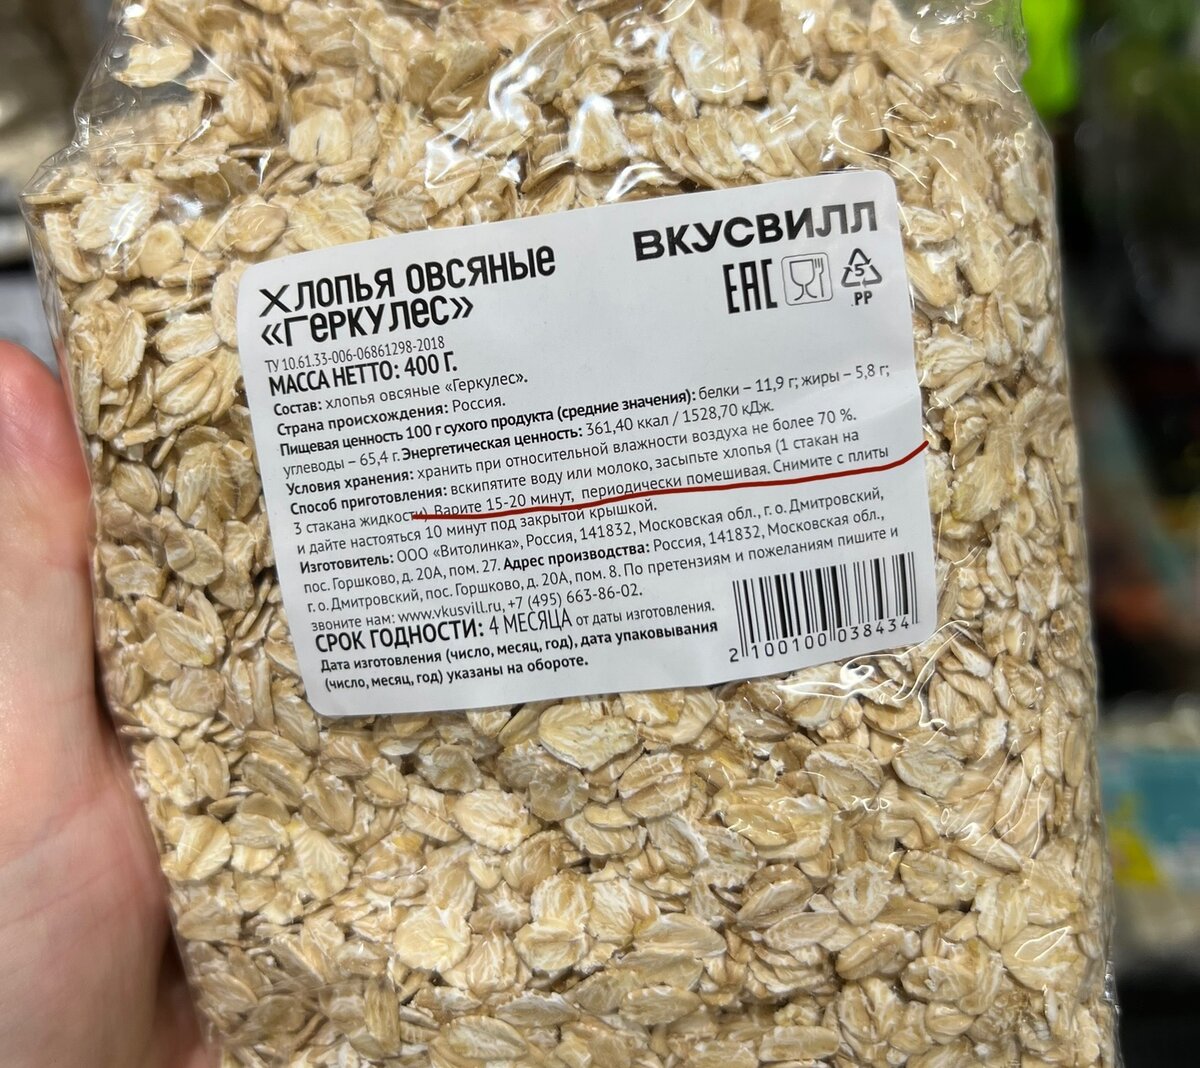 ХЛОПЬЯ ОВСЯНЫЕ
«ГЕРКУЛЕС»
ВКУСВИЛЛ
EAC
5
PP
ТУ 10.61.33-006-06861298-2018
МАССА НЕТТО: 400 Г.
Состав: хлопья овсяные «Геркулес».
Страна происхождения: Россия.
Пищевая ценность 100 г сухого продукта (средние значения): белки – 11,9 г; жиры – 5,8 г;
углеводы – 65,4 г. Энергетическая ценность: 361,40 ккал / 1528,70 кДж.
Условия хранения: хранить при относительной влажности воздуха не более 70 %.
Способ приготовления: вскипятите воду или молоко, засыпьте хлопья (1 стакан на
3 стакана жидкости). Варите 15-20 минут, периодически помешивая. Снимите с плиты
и дайте настояться 10 минут под закрытой крышкой.
Изготовитель: ООО «Витолинка», Россия, 141832, Московская обл., г. о. Дмитровский,
пос. Горшково, д. 20А, пом. 27. Адрес производства: Россия, 141832, Московская обл.,
г. о. Дмитровский, пос. Горшково, д. 20А, пом. 8. По претензиям и пожеланиям пишите и
звоните нам: www.vkusvill.ru, +7 (495) 663-86-02.
СРОК ГОДНОСТИ: 4 МЕСЯЦА от даты изготовления.
Дата изготовления (число, месяц, год), дата упаковывания
(число, месяц, год) указаны на обороте.
2 100100 038434